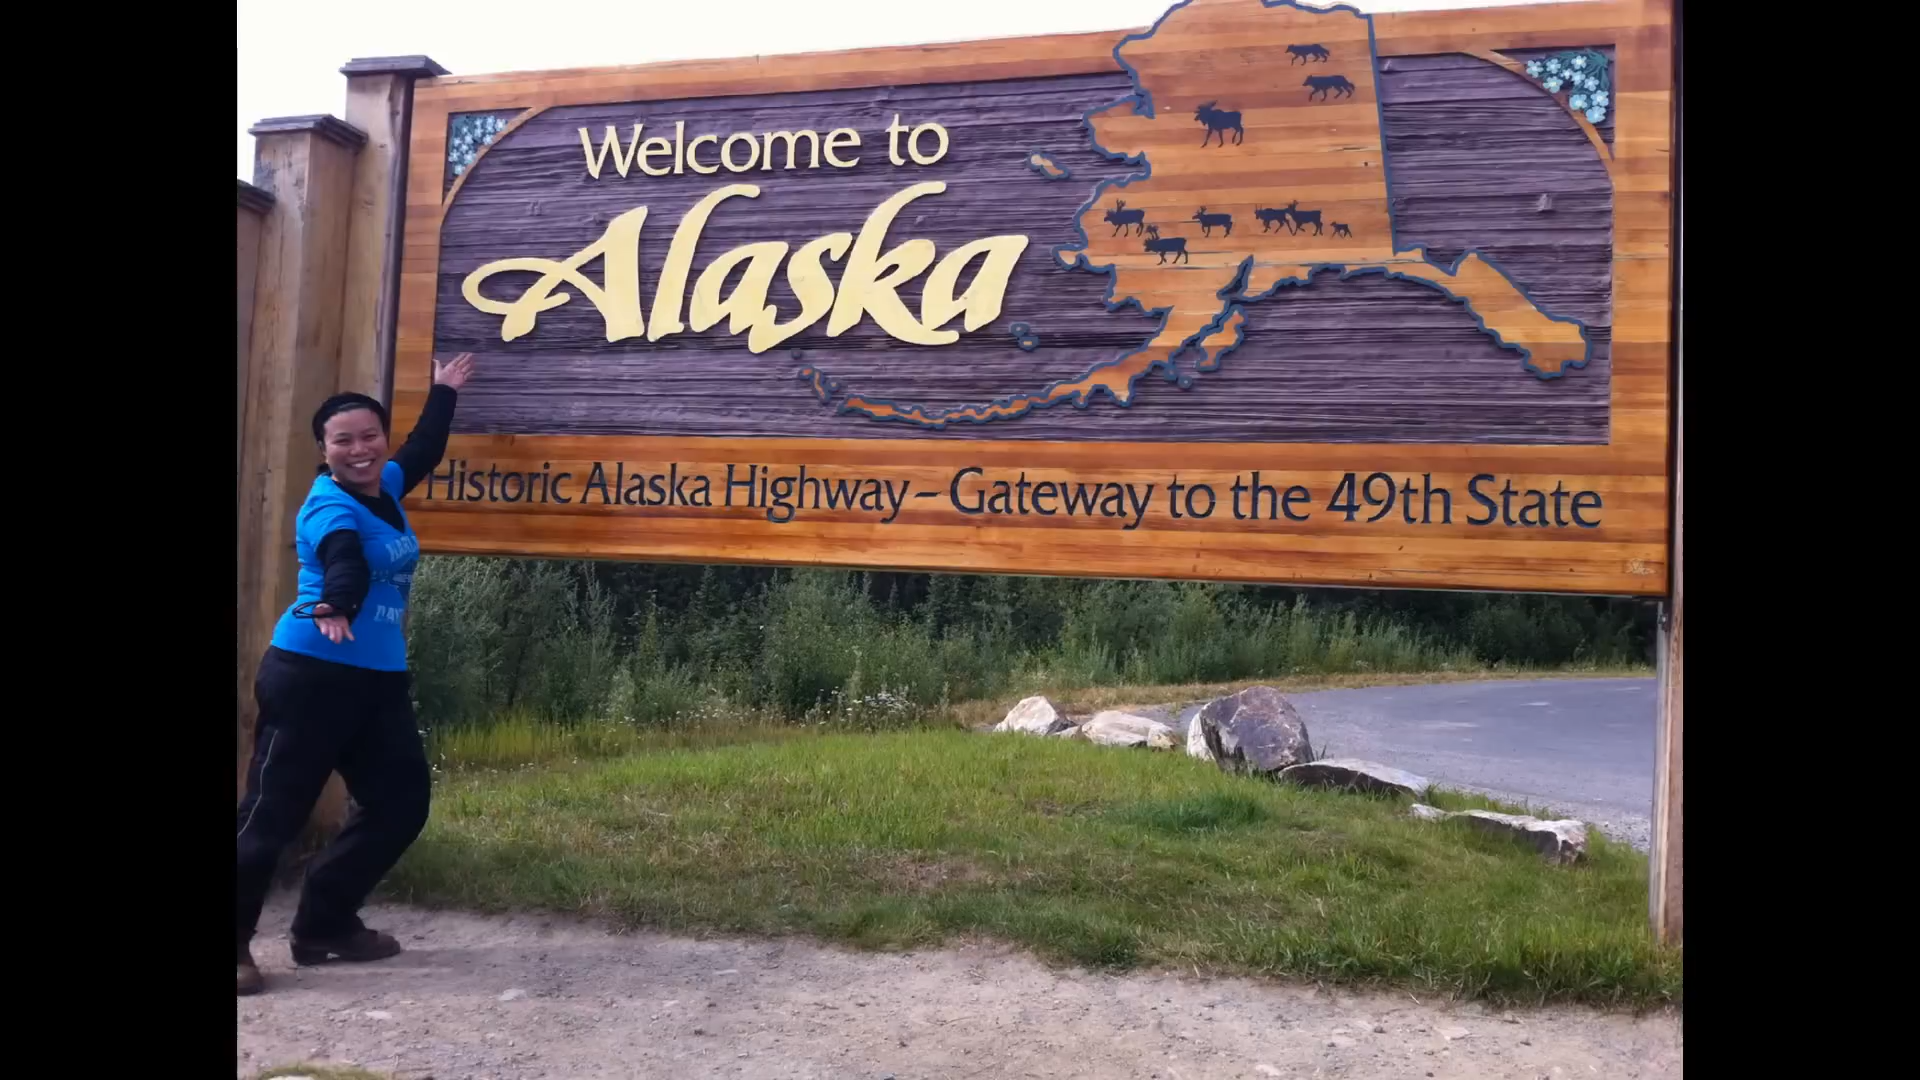 Welcome to
Alaska
Historic Alaska Highway – Gateway to the 49th State